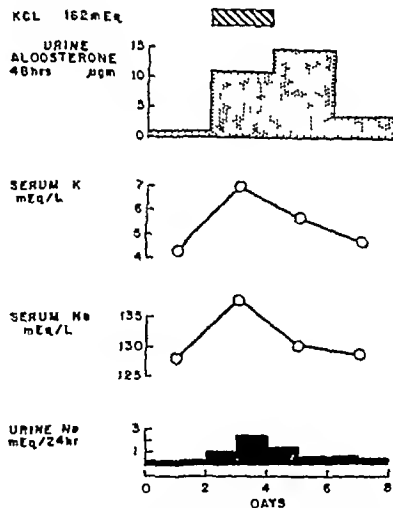 KCL 162mEq
URINE
ALDOSTERONE
48hrs µgm
15
10
5
0
SERUM K
mEq/L
7
6
5
4
SERUM Na
mEq/L
135
130
125
URINE Na
mEq/24hr
3
1
0 2 4 6 8
DAYS